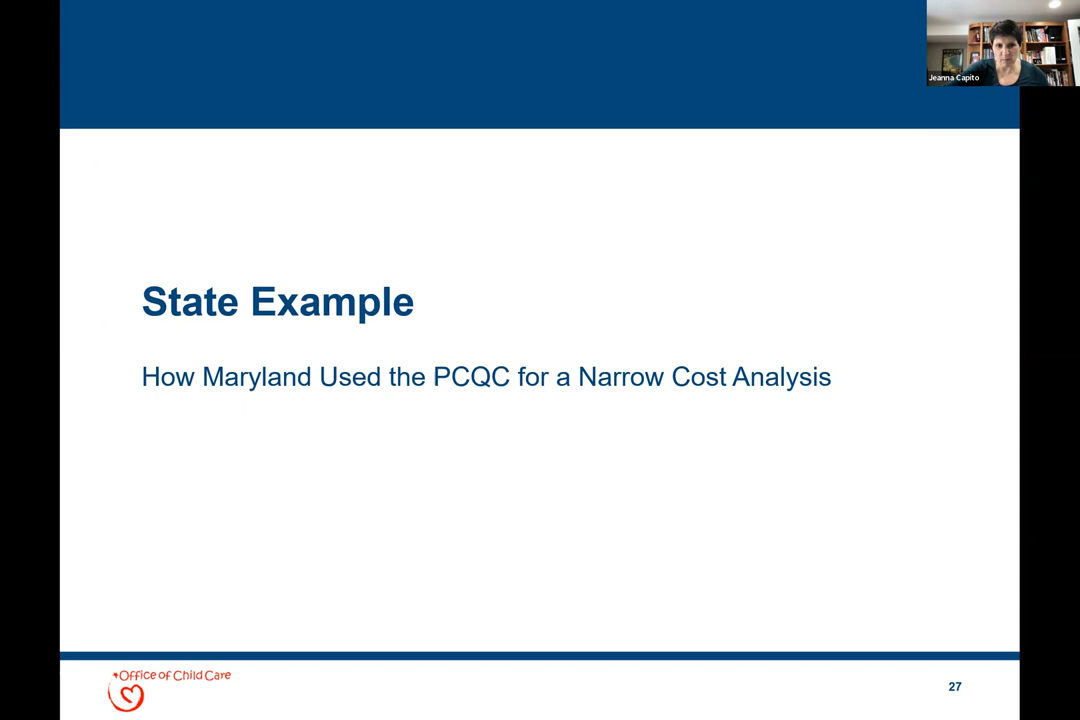 Jeanna Capito
State Example
How Maryland Used the PCQC for a Narrow Cost Analysis
Office of Child Care
27